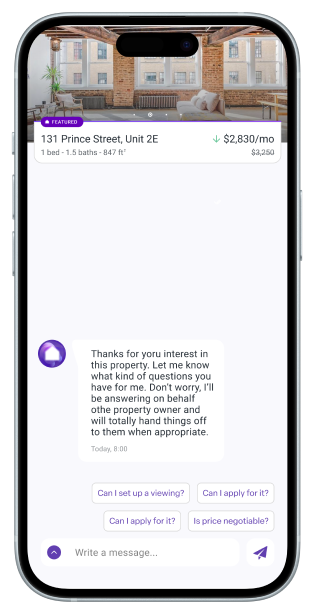 FEATURED
131 Prince Street, Unit 2E
$2,830/mo
1 bed - 1.5 baths - 847 ft²
$3,250
Thanks for yoru interest in
this property. Let me know
what kind of questions you
have for me. Don't worry, I'll
be answering on behalf
othe property owner and
will totally hand things off
to them when appropriate.
Today, 8:00
Can I set up a viewing?
Can I apply for it?
Can I apply for it?
Is price negotiable?
Write a message...